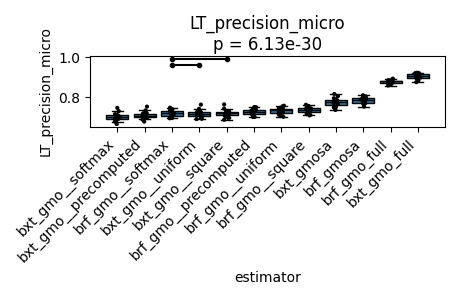 LT_precision_micro
p = 6.13e-30
LT_precision_micro
1.0
0.8
bxt_gmo__softmax
bxt_gmo__precomputed
brf_gmo__softmax
bxt_gmo__uniform
bxt_gmo__square
brf_gmo__precomputed
brf_gmo__uniform
brf_gmo__square
bxt_gmosa
brf_gmosa
brf_gmo_full
bxt_gmo_full
estimator